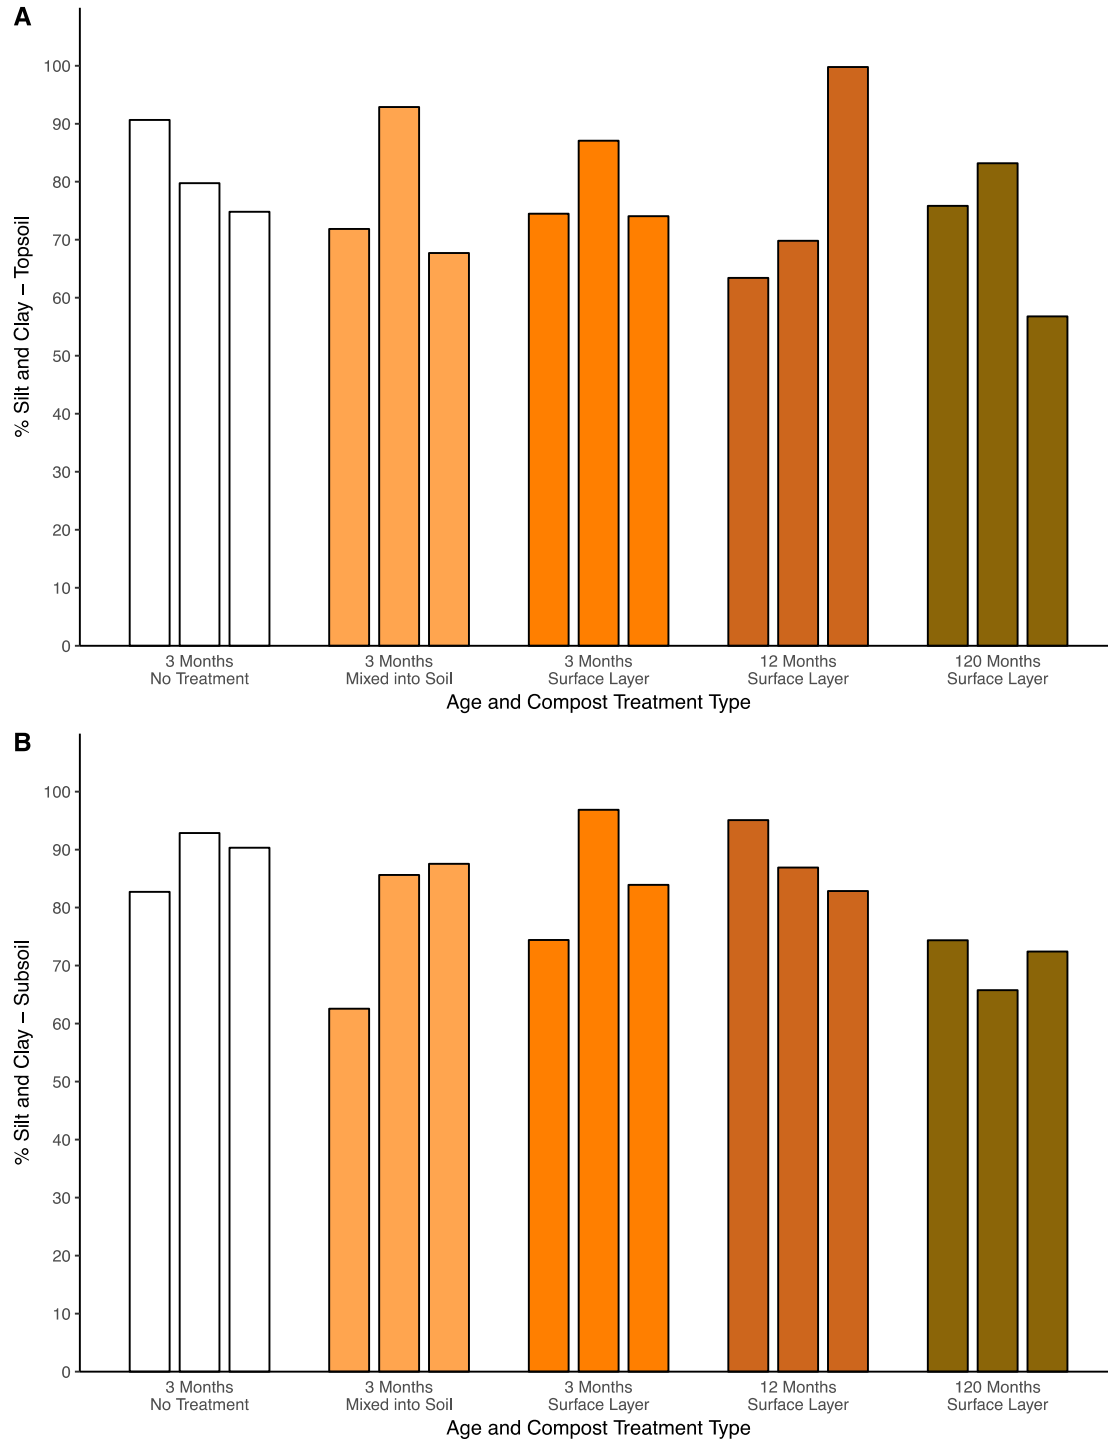 A
% Silt and Clay – Topsoil
100
90
80
70
60
50
40
30
20
10
0
3 Months 3 Months 3 Months 12 Months 120 Months
No Treatment Mixed into Soil Surface Layer Surface Layer Surface Layer
Age and Compost Treatment Type
B
% Silt and Clay – Subsoil
100
90
80
70
60
50
40
30
20
10
0
3 Months 3 Months 3 Months 12 Months 120 Months
No Treatment Mixed into Soil Surface Layer Surface Layer Surface Layer
Age and Compost Treatment Type